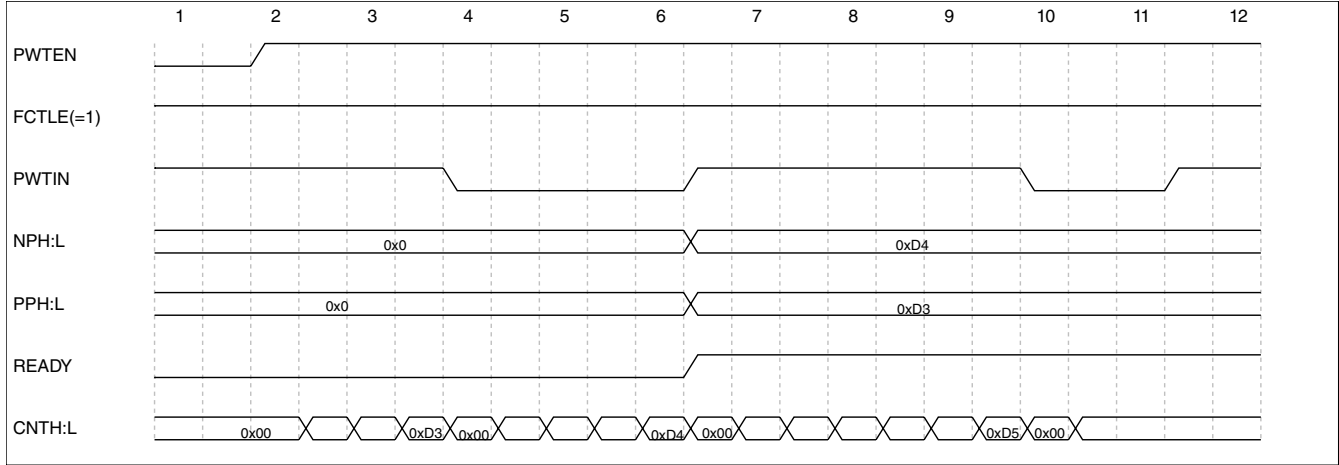 1 2 3 4 5 6 7 8 9 10 11 12
PWTEN
FCTLE(=1)
PWTIN
NPH:L 0x0 0xD4
PPH:L 0x0 0xD3
READY
CNTH:L 0x00 0xD3 0x00 0xD4 0x00 0xD5 0x00